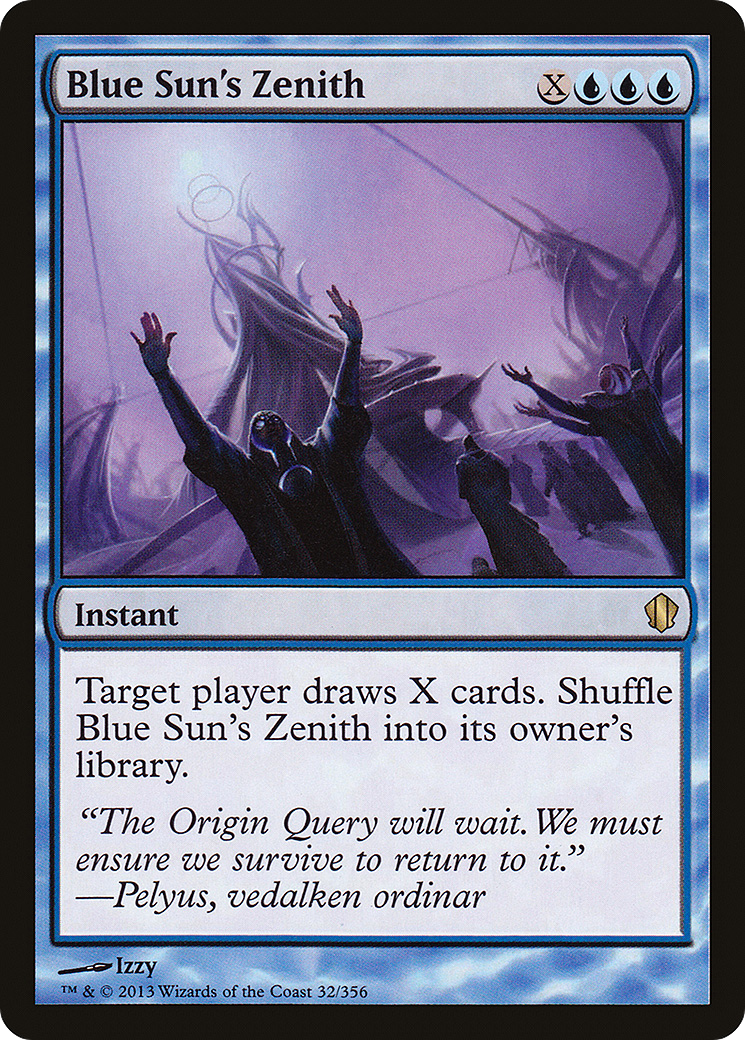 Blue Sun's Zenith X
Instant
Target player draws X cards. Shuffle
Blue Sun's Zenith into its owner's
library.
“The Origin Query will wait. We must
ensure we survive to return to it.”
—Pelyus, vedalken ordinar
Izzy
™ & © 2013 Wizards of the Coast 32/356